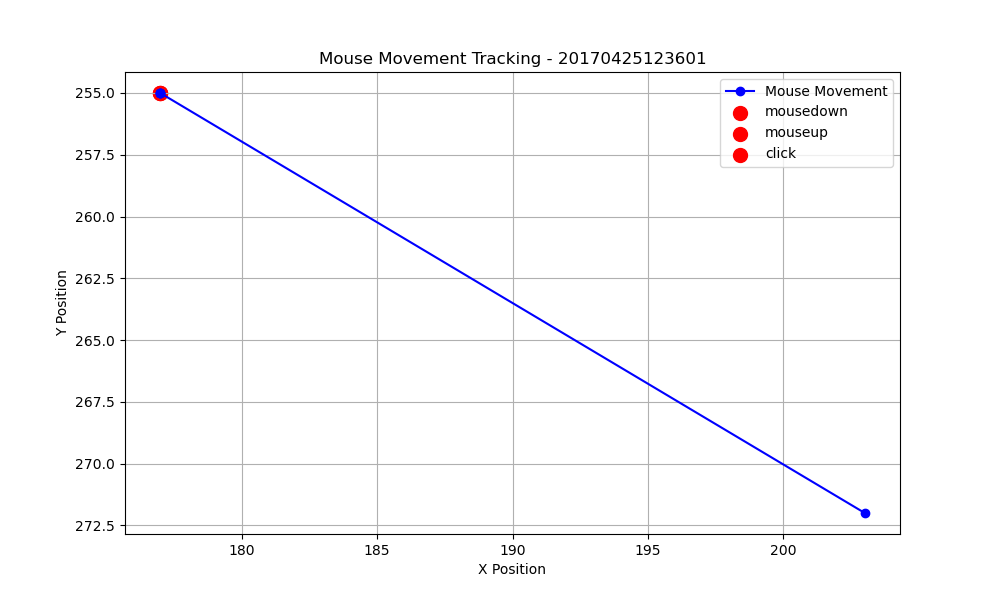 Mouse Movement Tracking - 20170425123601
Mouse Movement
mousedown
mouseup
click
Y Position
255.0
257.5
260.0
262.5
265.0
267.5
270.0
272.5
180 185 190 195 200
X Position